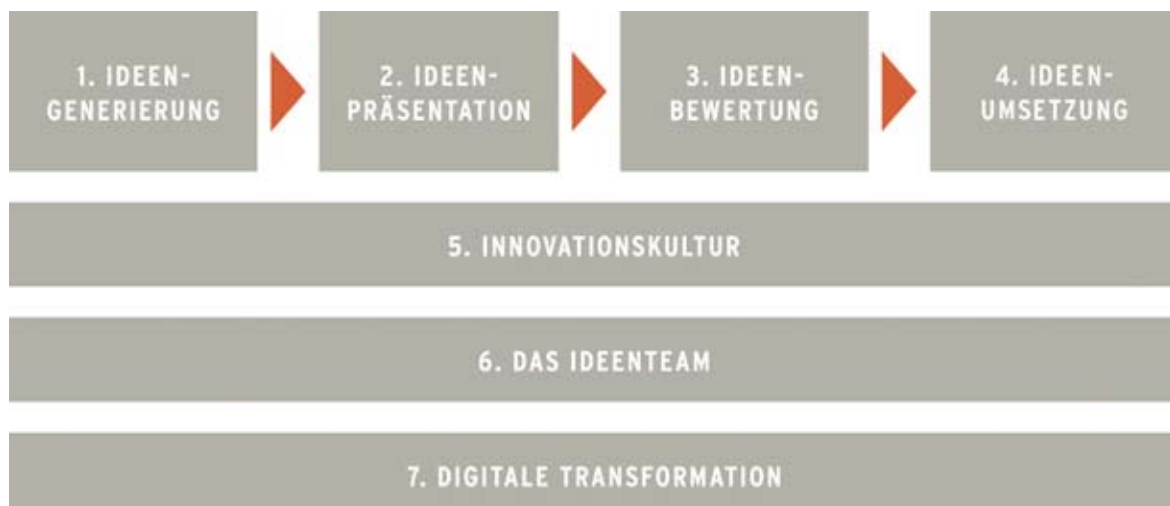 1. IDEEN-
GENERIERUNG
2. IDEEN-
PRÄSENTATION
3. IDEEN-
BEWERTUNG
4. IDEEN-
UMSETZUNG
5. INNOVATIONSKULTUR
6. DAS IDEENTEAM
7. DIGITALE TRANSFORMATION